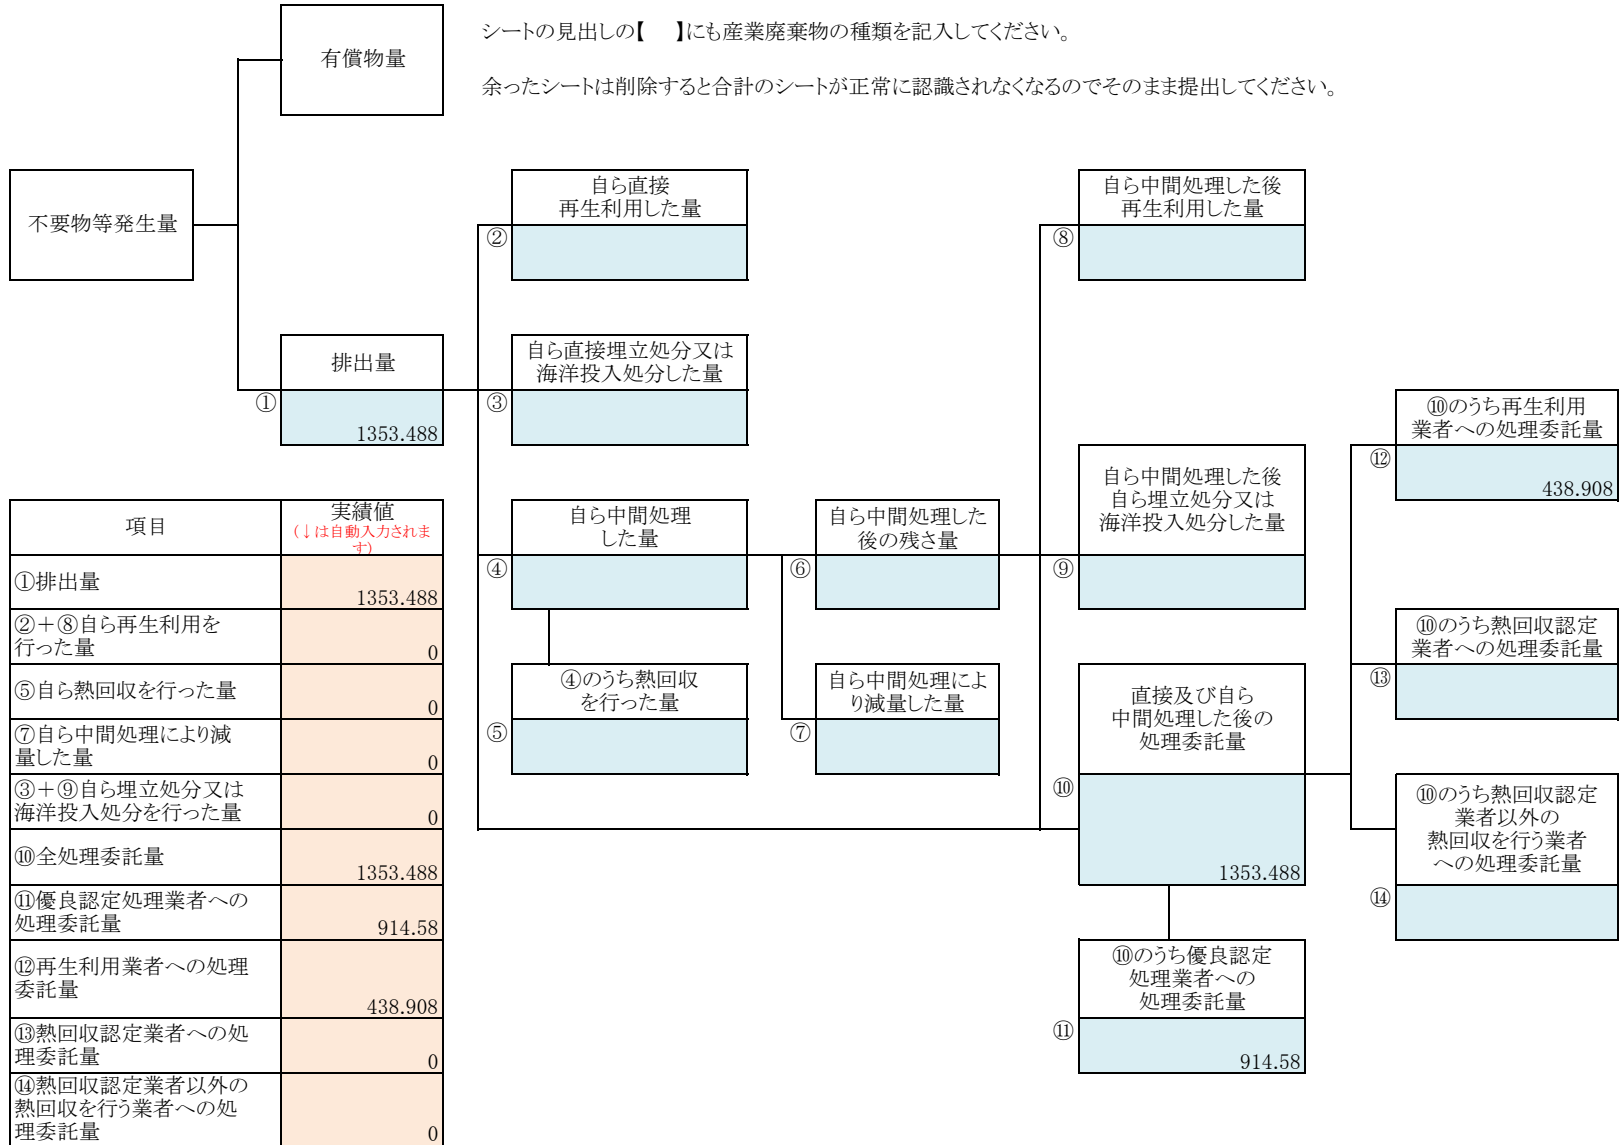 シートの見出しの【　】にも産業廃棄物の種類を記入してください。
余ったシートは削除すると合計のシートが正常に認識されなくなるのでそのまま提出してください。
有償物量
不要物等発生量
排出量
①
1353.488
自ら直接
再生利用した量
②
自ら直接埋立処分又は
海洋投入処分した量
③
自ら中間処理
した量
④
④のうち熱回収
を行った量
⑤
自ら中間処理した
後の残さ量
⑥
自ら中間処理によ
り減量した量
⑦
自ら中間処理した後
再生利用した量
⑧
自ら中間処理した後
自ら埋立処分又は
海洋投入処分した量
⑨
直接及び自ら
中間処理した後の
処理委託量
⑩
1353.488
⑩のうち優良認定
処理業者への
処理委託量
⑪
914.58
⑩のうち再生利用
業者への処理委託量
⑫
438.908
⑩のうち熱回収認定
業者への処理委託量
⑬
⑩のうち熱回収認定
業者以外の
熱回収を行う業者
への処理委託量
⑭
項目
実績値
(↓は自動入力されま
す)
①排出量
1353.488
②＋⑧自ら再生利用を
行った量
0
⑤自ら熱回収を行った量
0
⑦自ら中間処理により減
量した量
0
③＋⑨自ら埋立処分又は
海洋投入処分を行った量
0
⑩全処理委託量
1353.488
⑪優良認定処理業者への
処理委託量
914.58
⑫再生利用業者への処理
委託量
438.908
⑬熱回収認定業者への処
理委託量
0
⑭熱回収認定業者以外の
熱回収を行う業者への処
理委託量
0